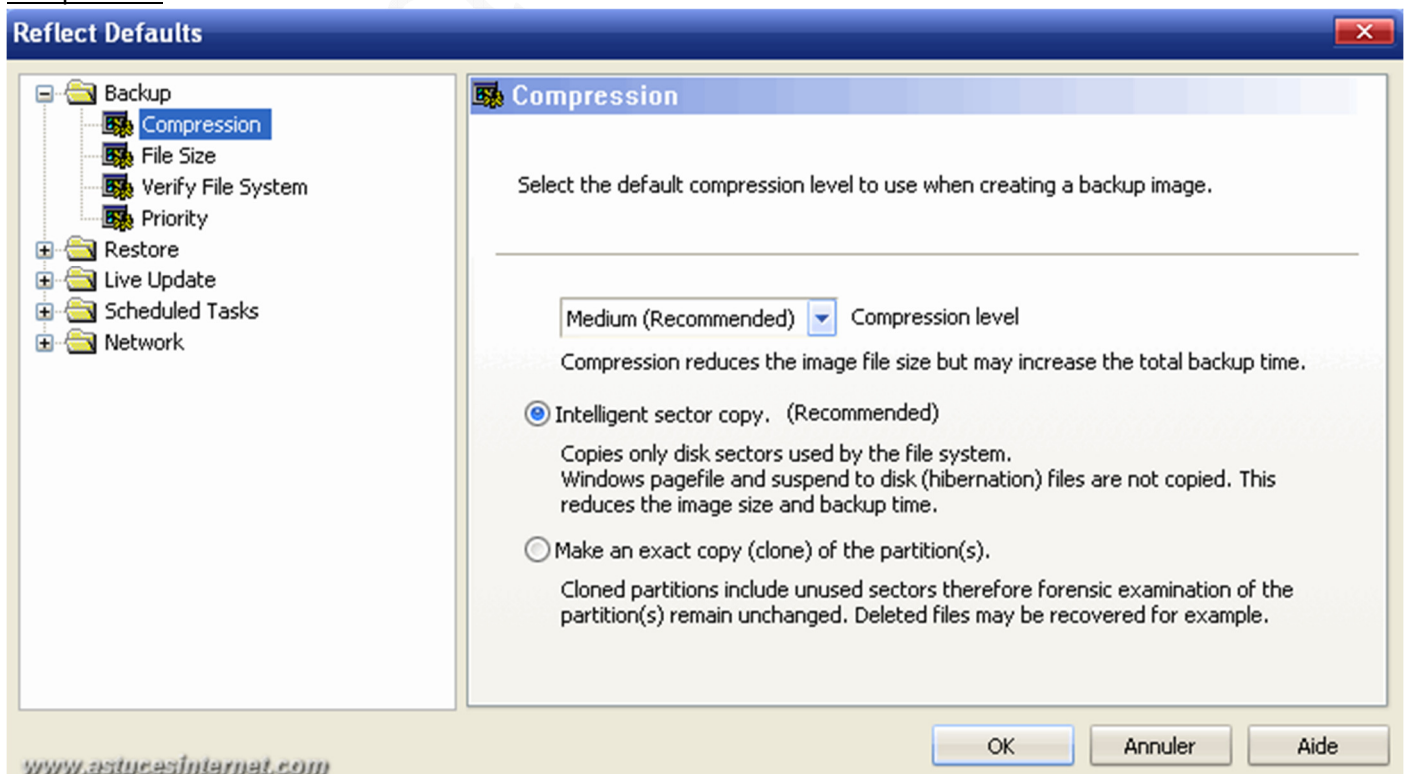 Reflect Defaults
Backup
Compression
File Size
Verify File System
Priority
Restore
Live Update
Scheduled Tasks
Network
Compression
Select the default compression level to use when creating a backup image.
Medium (Recommended) Compression level
Compression reduces the image file size but may increase the total backup time.
Intelligent sector copy. (Recommended)
Copies only disk sectors used by the file system.
Windows pagefile and suspend to disk (hibernation) files are not copied. This
reduces the image size and backup time.
Make an exact copy (clone) of the partition(s).
Cloned partitions include unused sectors therefore forensic examination of the
partition(s) remain unchanged. Deleted files may be recovered for example.
OK Annuler Aide
www.astucesinternet.com